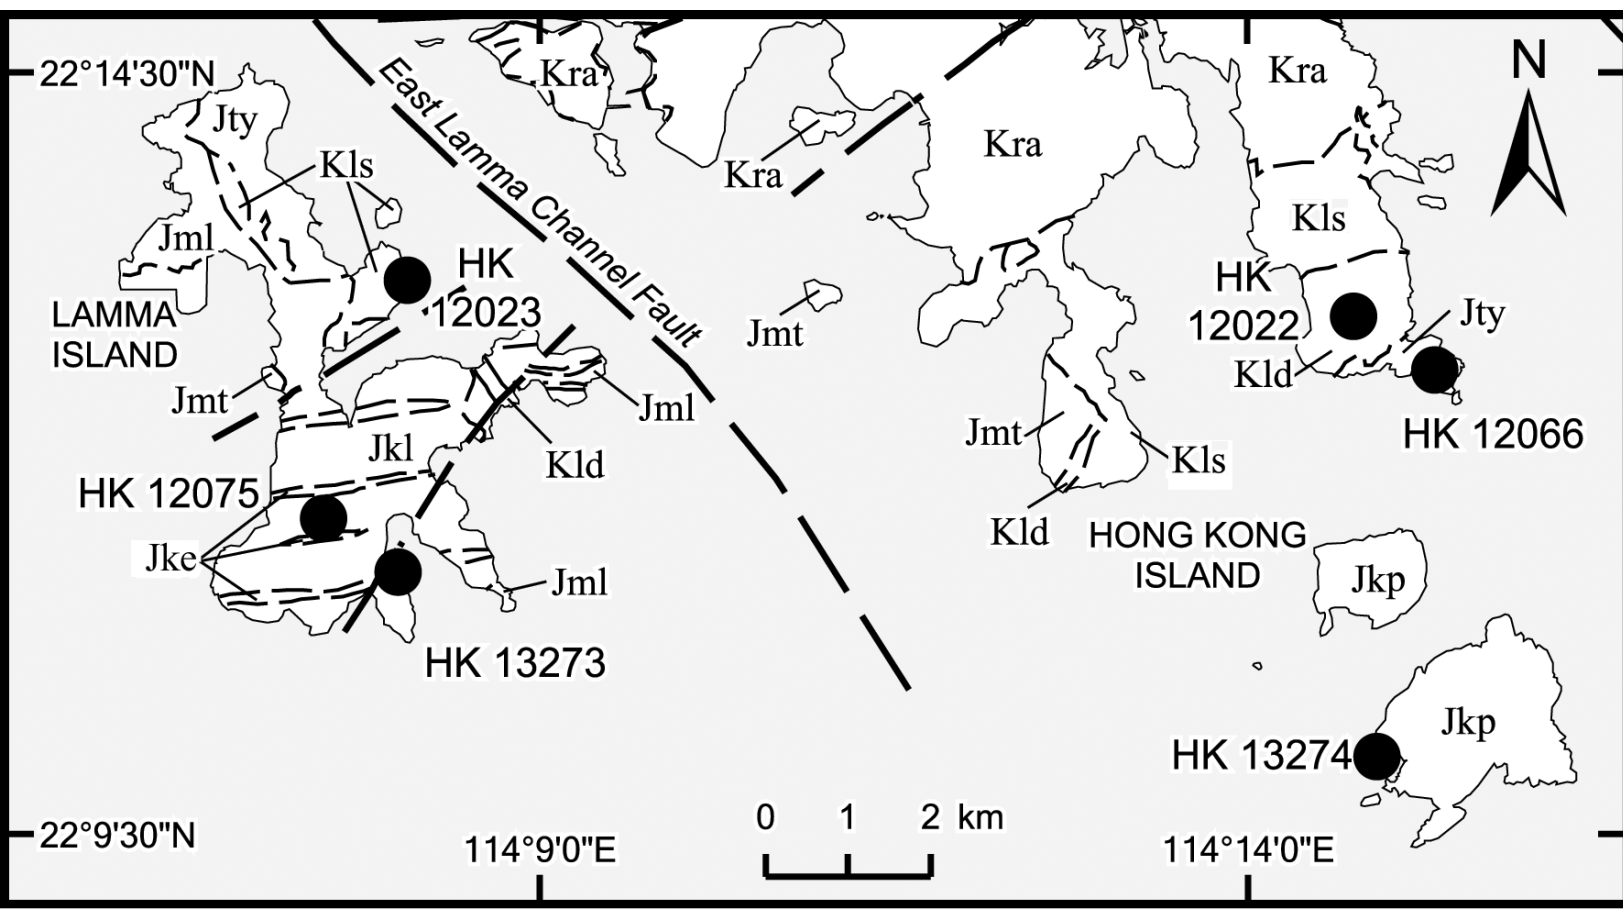 22°14'30"N
Jty
Kls
Jml
LAMMA
ISLAND
HK
12023
East Lamma Channel Fault
Kra
Kra
Kra
Kra
N
Kls
HK
12022
Jty
Kld
HK 12066
Jmt
Jmt
Jml
Jkl
Kld
HK 12075
Jke
Jml
HK 13273
Jmt
Kls
Kld
HONG KONG
ISLAND
Jkp
Jkp
HK 13274
0 1 2 km
22°9'30"N
114°9'0"E
114°14'0"E